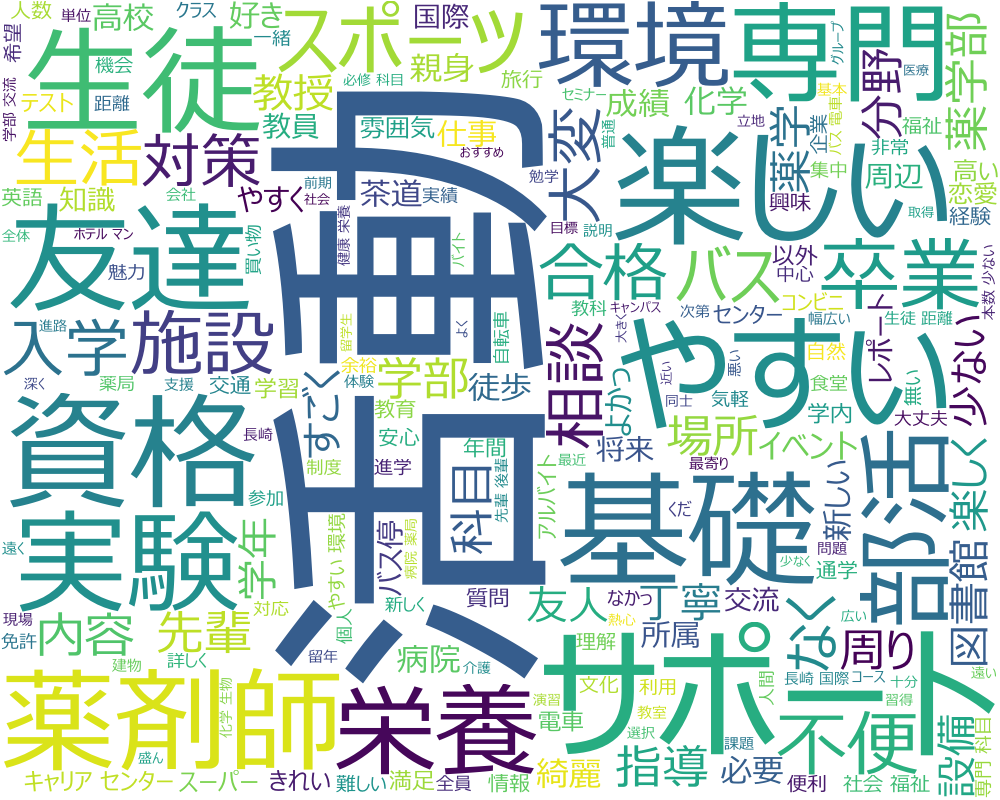 人数
単位
クラス
高校
好き
国際
スポーツ
環境
専門
グループ
医療
希望
一緒
機会
生徒
親身
旅行
必修 科目
セミナー
成績
化学
普通
基本
バス 電車
福祉
薬学部
学部 交流
テスト
距離
教授
教員
雰囲気
仕事
おすすめ
大変
立地
薬学
企業
分野
非常
生活
対策
活動
茶道
実績
勉学
楽しい
集中
周辺
高い
恋愛
英語
知識
会社
やすく
前期
社会
目標
説明
興味
取得
経験
全体
ホテル マン
友達
魅力
買い物
健康 栄養
バイト
合格
バス
以外
中心
卒業
本数 少ない
進路
入学
施設
留学生
よく
自転車
教科
キャンパス
次第
センター
コンビニ
幅広い
生徒 距離
深く
薬局
支援
交通
学習
すごく
余裕
体験
学部
徒歩
相談
大きく
近い
悪い
やすい
自然
レポート
少ない
よかっ
同士
気軽
食堂
無い
資格
長崎
教育
安心
将来
場所
イベント
学内
大丈夫
制度
進学
年間
先輩 後輩
アルバイト
最近
最寄り
部活
楽しく
参加
科目
実験
学年
バス停
病院 薬局
基礎
くだ
新しい
問題
少なく
通学
図書館
遠く
現場
免許
内容
先輩
対応
個人
やすい 環境
新しく
質問
友人
なかっ
熱心
丁寧
交流
なく
広い
周り
所属
建物
詳しく
留年
病院
介護
理解
文化
利用
人間
長崎 国際
コース
十分
遠い
薬剤師
化学 生物
栄養
サポート
演習
教室
電車
選択
習得
不便
設備
専門 科目
盛ん
キャリア センター
スーパー
きれい
難しい
満足
全員
情報
綺麗
指導
課題
必要
便利
社会 福祉